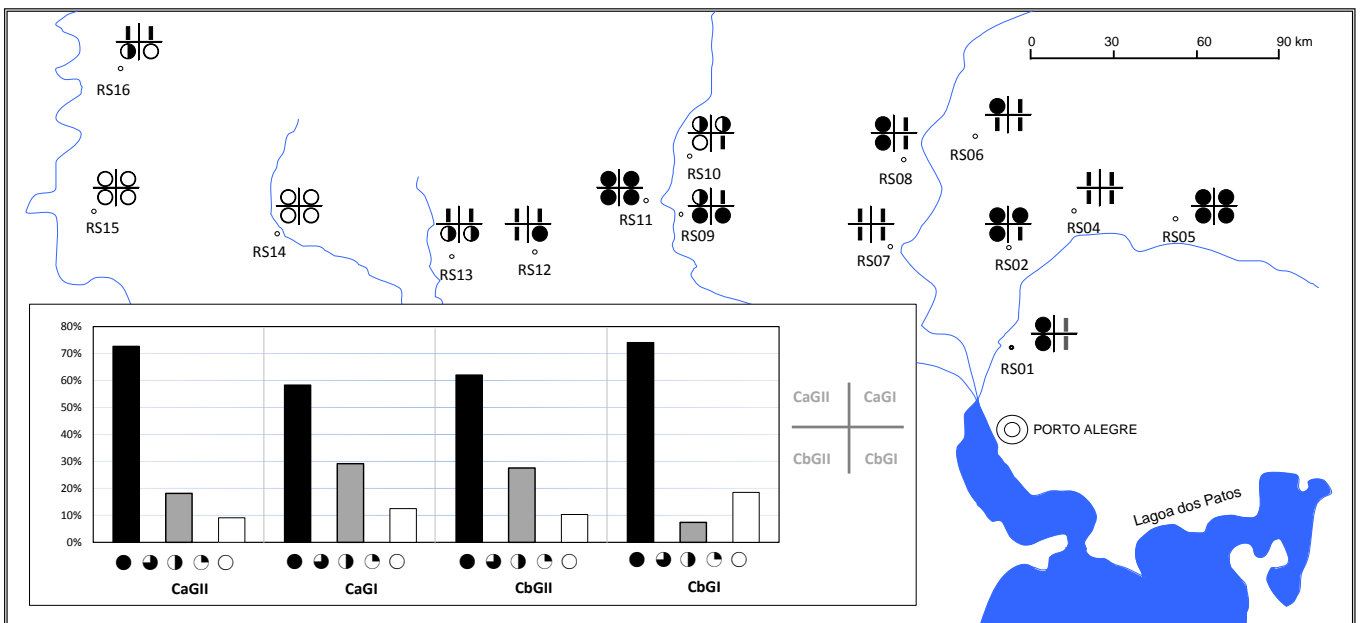 0 30 60 90 km
RS16
RS06
RS10
RS08
RS15
RS11
RS09
RS04
RS05
RS14
RS13
RS12
RS07
RS02
RS01
80%
70%
60%
50%
40%
30%
20%
10%
0%
CaGII CaGI CbGII CbGI
CaGII CaGI
CbGII CbGI
PORTO ALEGRE
Lagoa dos Patos